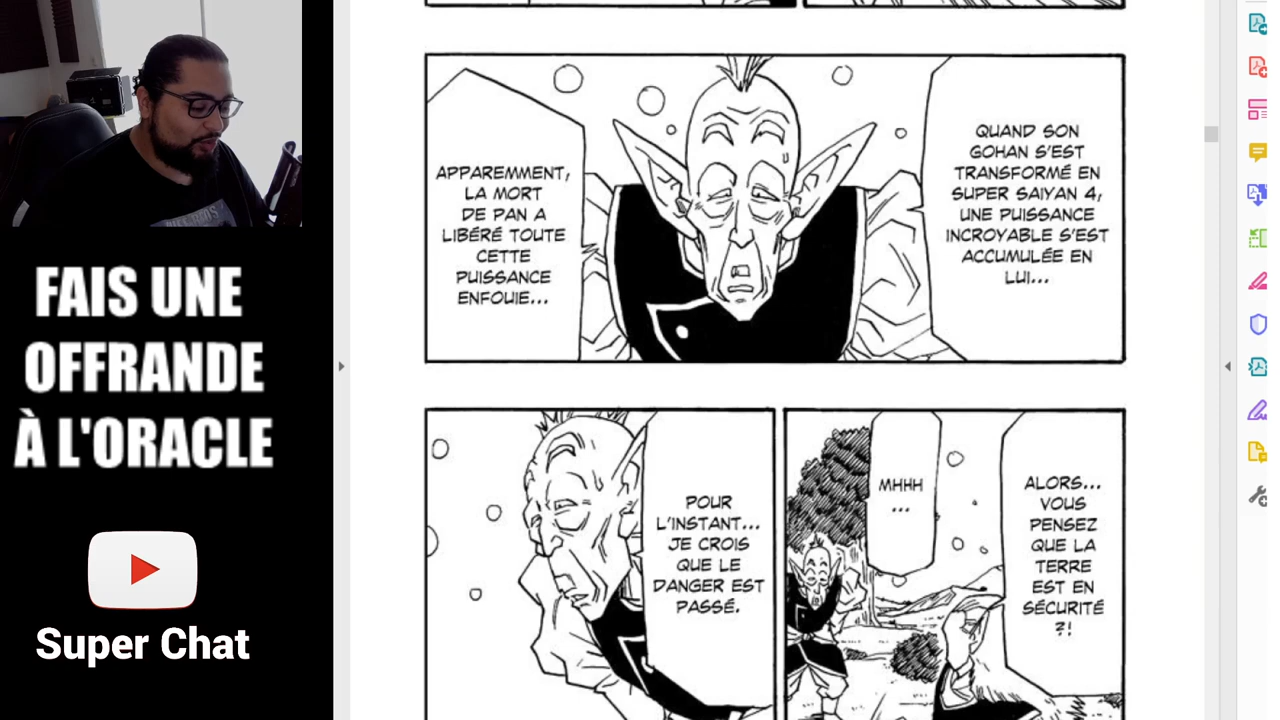 FAIS UNE
OFFRANDE
À L'ORACLE
Super Chat
QUAND SON
GOHAN S'EST
TRANSFORMÉ EN
SUPER SAIYAN 4,
UNE PUISSANCE
INCROYABLE S'EST
ACCUMULÉE EN
LUI...
APPAREMMENT,
LA MORT
DE PAN A
LIBÉRÉ TOUTE
CETTE
PUISSANCE
ENFOUIE...
ALORS...
VOUS
PENSEZ
QUE LA
TERRE
EST EN
SÉCURITÉ
?!
MHHH
...
POUR
L'INSTANT...
JE CROIS
QUE LE
DANGER EST
PASSÉ.